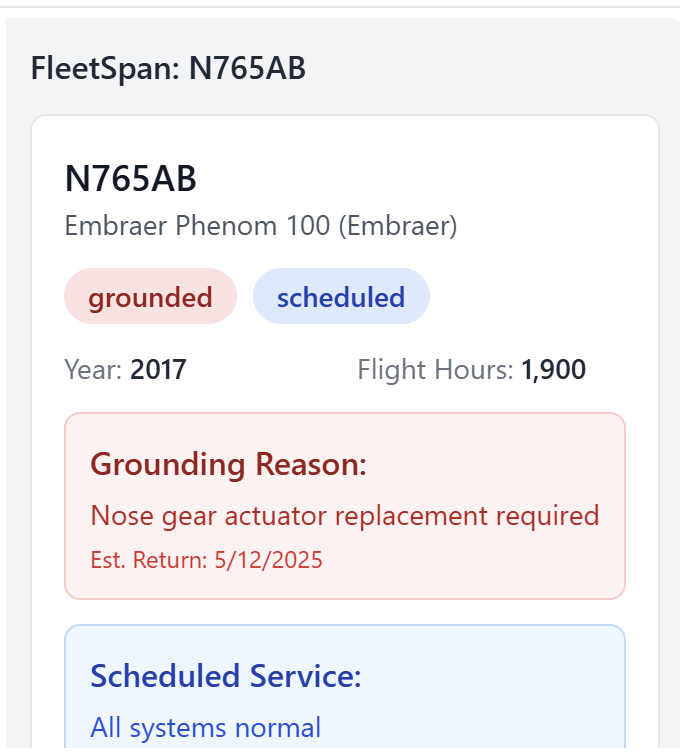 FleetSpan: N765AB
N765AB
Embraer Phenom 100 (Embraer)
grounded scheduled
Year: 2017 Flight Hours: 1,900
Grounding Reason:
Nose gear actuator replacement required
Est. Return: 5/12/2025
Scheduled Service:
All systems normal